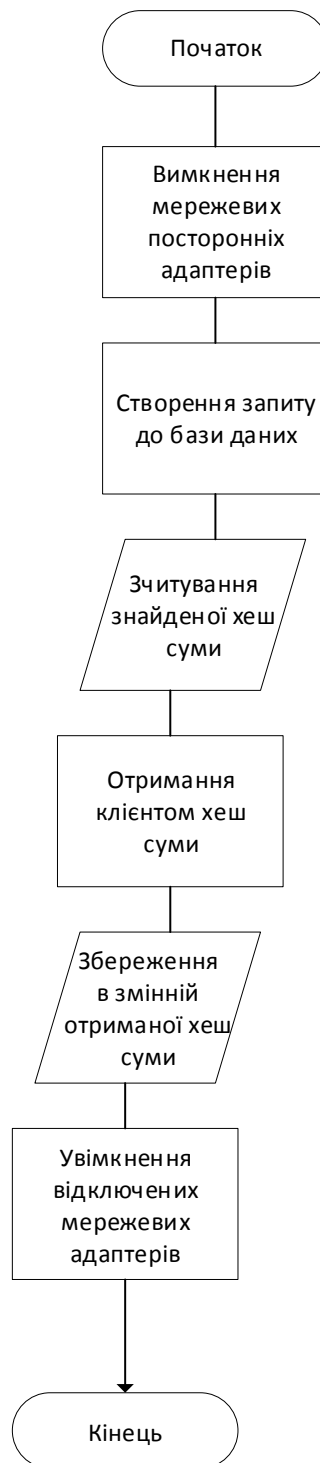 Початок
Вимкнення
мережевих
посторонніх
адаптерів
Створення запиту
до бази даних
Зчитування
знайденої хеш
суми
Отримання
клієнтом хеш
суми
Збереження
в змінній
отриманої хеш
суми
Увімкнення
відключених
мережевих
адаптерів
Кінець